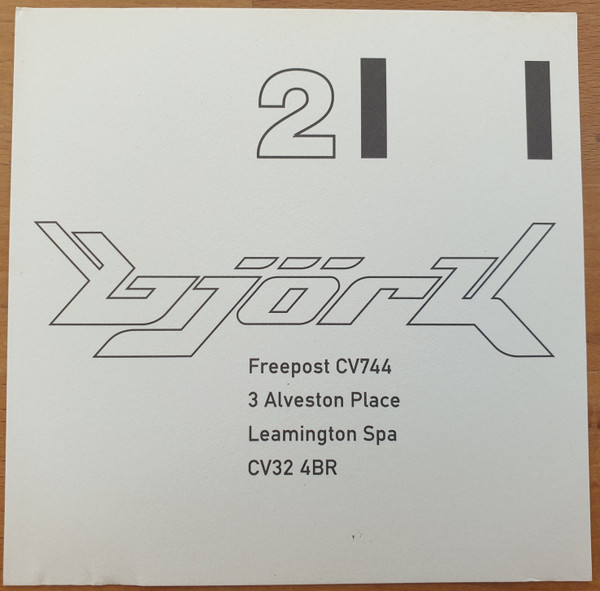 2
björk
Freepost CV744
3 Alveston Place
Leamington Spa
CV32 4BR